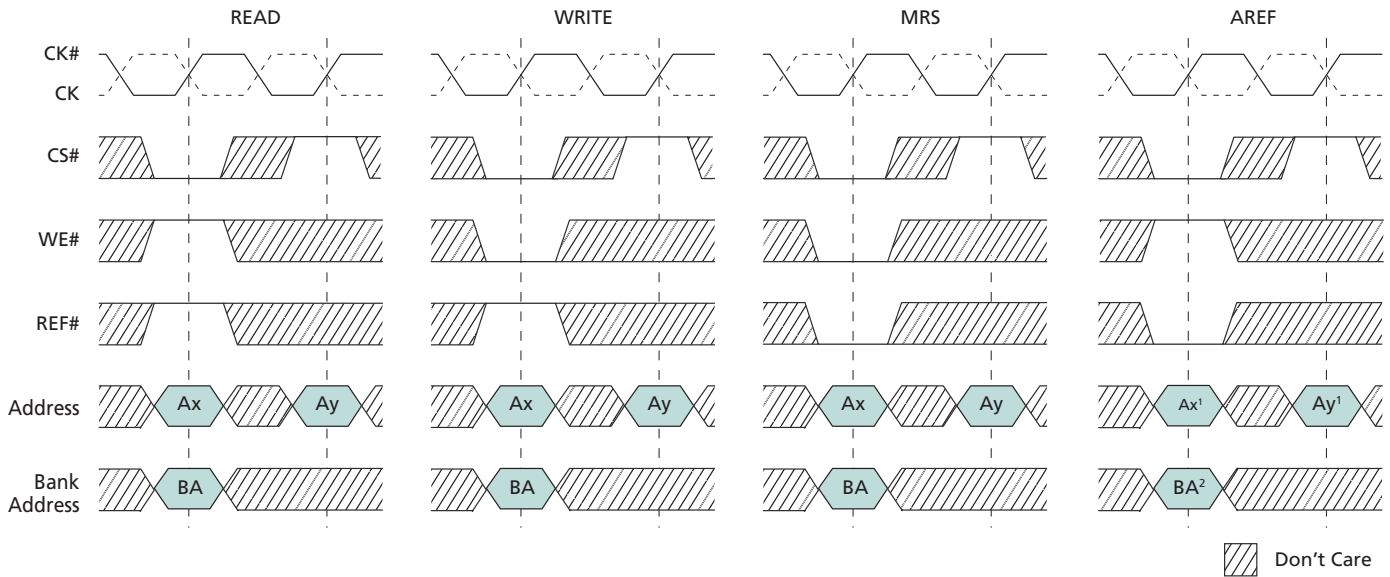 READ WRITE MRS AREF
CK#
CK
CS#
WE#
REF#
Address Ax Ay Ax Ay Ax Ay Ax¹ Ay¹
Bank
Address
BA BA BA BA²
Don't Care